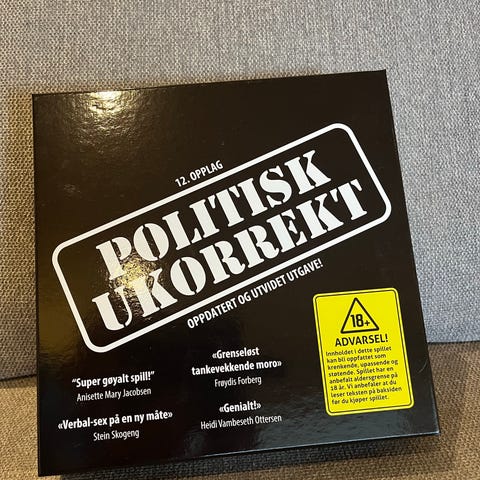 12. OPPLAG
POLITISK
UKORREKT
OPPDATERT OG UTVIDET UTGAVE!
"Super gøyalt spill!"
Anisette Mary Jacobsen
«Verbal-sex på en ny måte»
Stein Skogeng
«Grenseløst
tankevekkende moro»
Frøydis Forberg
«Genialt!»
Heidi Vambeseth Ottersen
18+
ADVARSEL!
Innholdet i dette spillet
kan bli oppfattet som
krenkende, upassende og
støtende. Spillet har en
anbefalt aldersgrense på
18 år. Vi anbefaler at du
leser teksten på baksiden
før du kjøper spillet.